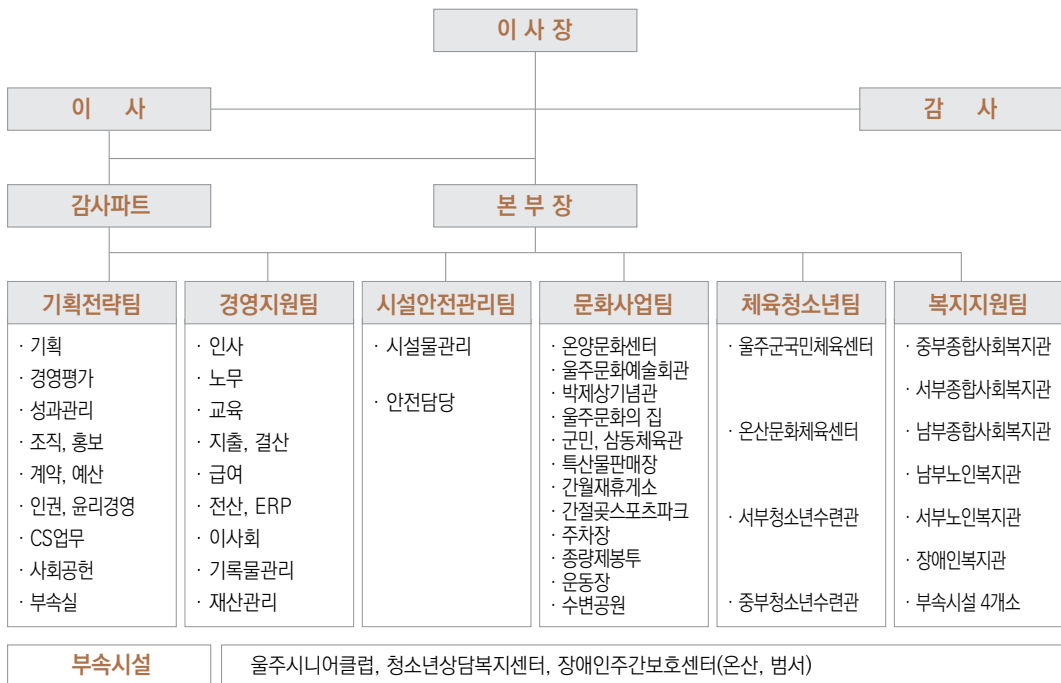 이 사 장
이 사
감 사
감사파트
본 부 장
기획전략팀
· 기획
· 경영평가
· 성과관리
· 조직, 홍보
· 계약, 예산
· 인권, 윤리경영
· CS업무
· 사회공헌
· 부속실
경영지원팀
· 인사
· 노무
· 교육
· 지출, 결산
· 급여
· 전산, ERP
· 이사회
· 기록물관리
· 재산관리
시설안전관리팀
· 시설물관리
· 안전담당
문화사업팀
· 온양문화센터
· 울주문화예술회관
· 박제상기념관
· 울주문화의 집
· 군민, 삼동체육관
· 특산물판매장
· 간월재휴게소
· 간절곶스포츠파크
· 주차장
· 종량제봉투
· 운동장
· 수변공원
체육청소년팀
· 울주군국민체육센터
· 온산문화체육센터
· 서부청소년수련관
· 중부청소년수련관
복지지원팀
· 중부종합사회복지관
· 서부종합사회복지관
· 남부종합사회복지관
· 남부노인복지관
· 서부노인복지관
· 장애인복지관
· 부속시설 4개소
부속시설
울주시니어클럽, 청소년상담복지센터, 장애인주간보호센터(온산, 범서)